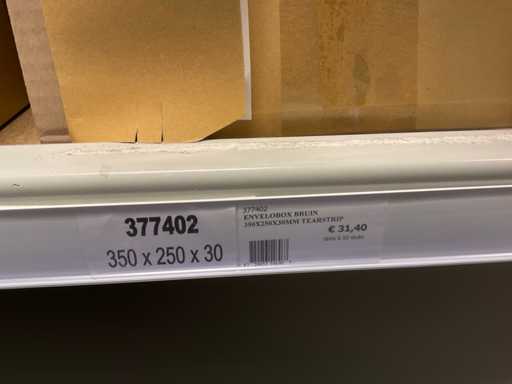 377402
350 x 250 x 30
377402
ENVELOBOX BRUIN
350X250X30MM TEARSTRIP
€ 31,40